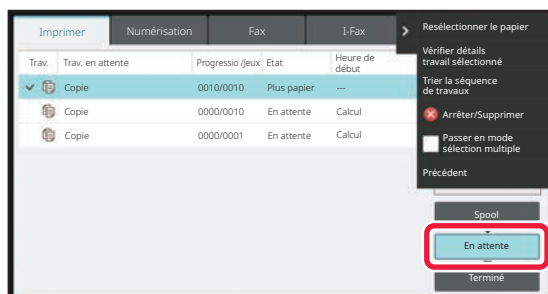 Imprimer
Numérisation
Fax
I-Fax
Trav.
Trav. en attente
Progressio /Jeux
Etat
Heure de
début
Copie
0010/0010
Plus papier
---
Copie
0000/0010
En attente
Calcul
Copie
0000/0001
En attente
Calcul
Resélectionner le papier
Vérifier détails
travail sélectionné
Trier la séquence
de travaux
Arrêter/Supprimer
Passer en mode
sélection multiple
Précédent
Spool
En attente
Terminé